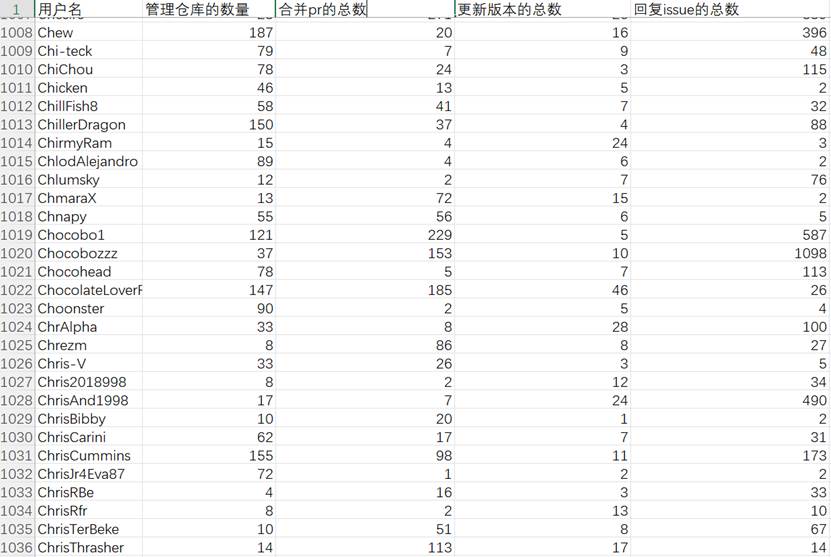 1 用户名 管理仓库的数量 合并pr的总数 更新版本的总数 回复issue的总数
1008 Chew 187 20 16 396
1009 Chi-teck 79 7 9 48
1010 ChiChou 78 24 3 115
1011 Chicken 46 13 5 2
1012 ChillFish8 58 41 7 32
1013 ChillerDragon 150 37 4 88
1014 ChirmyRam 15 4 24 3
1015 ChlodAlejandro 89 4 6 2
1016 Chlumsky 12 2 7 76
1017 ChmaraX 13 72 15 2
1018 Chnapy 55 56 6 5
1019 Chocobo1 121 229 5 587
1020 Chocobozzz 37 153 10 1098
1021 Chocohead 78 5 7 113
1022 ChocolateLoverF 147 185 46 26
1023 Choonster 90 2 5 4
1024 ChrAlpha 33 8 28 100
1025 Chrezm 8 86 8 27
1026 Chris-V 33 26 3 5
1027 Chris2018998 8 2 12 34
1028 ChrisAnd1998 17 7 24 490
1029 ChrisBibby 10 20 1 2
1030 ChrisCarini 62 17 7 31
1031 ChrisCummins 155 98 11 173
1032 ChrisJr4Eva87 72 1 2 2
1033 ChrisRBe 4 16 3 33
1034 ChrisRfr 8 2 13 10
1035 ChrisTerBeke 10 51 8 67
1036 ChrisThrasher 14 113 17 14